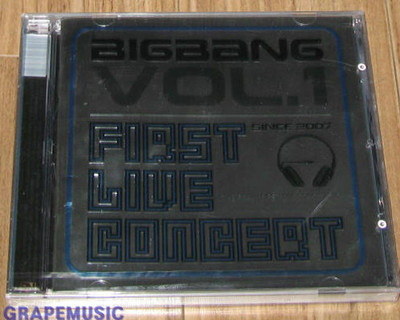 BIGBANG
VOL.1
SINCE 2007
FIRST
LIVE
CONCERT
GRAPEMUSIC